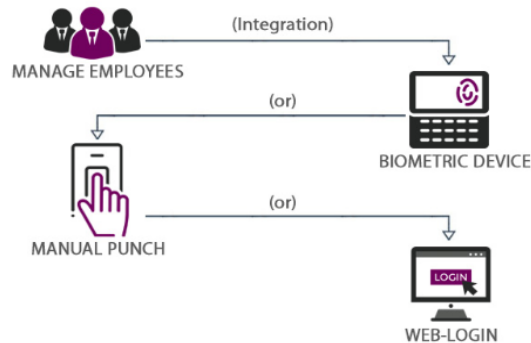 (Integration)
MANAGE EMPLOYEES
(or)
BIOMETRIC DEVICE
MANUAL PUNCH
(or)
LOGIN
WEB-LOGIN